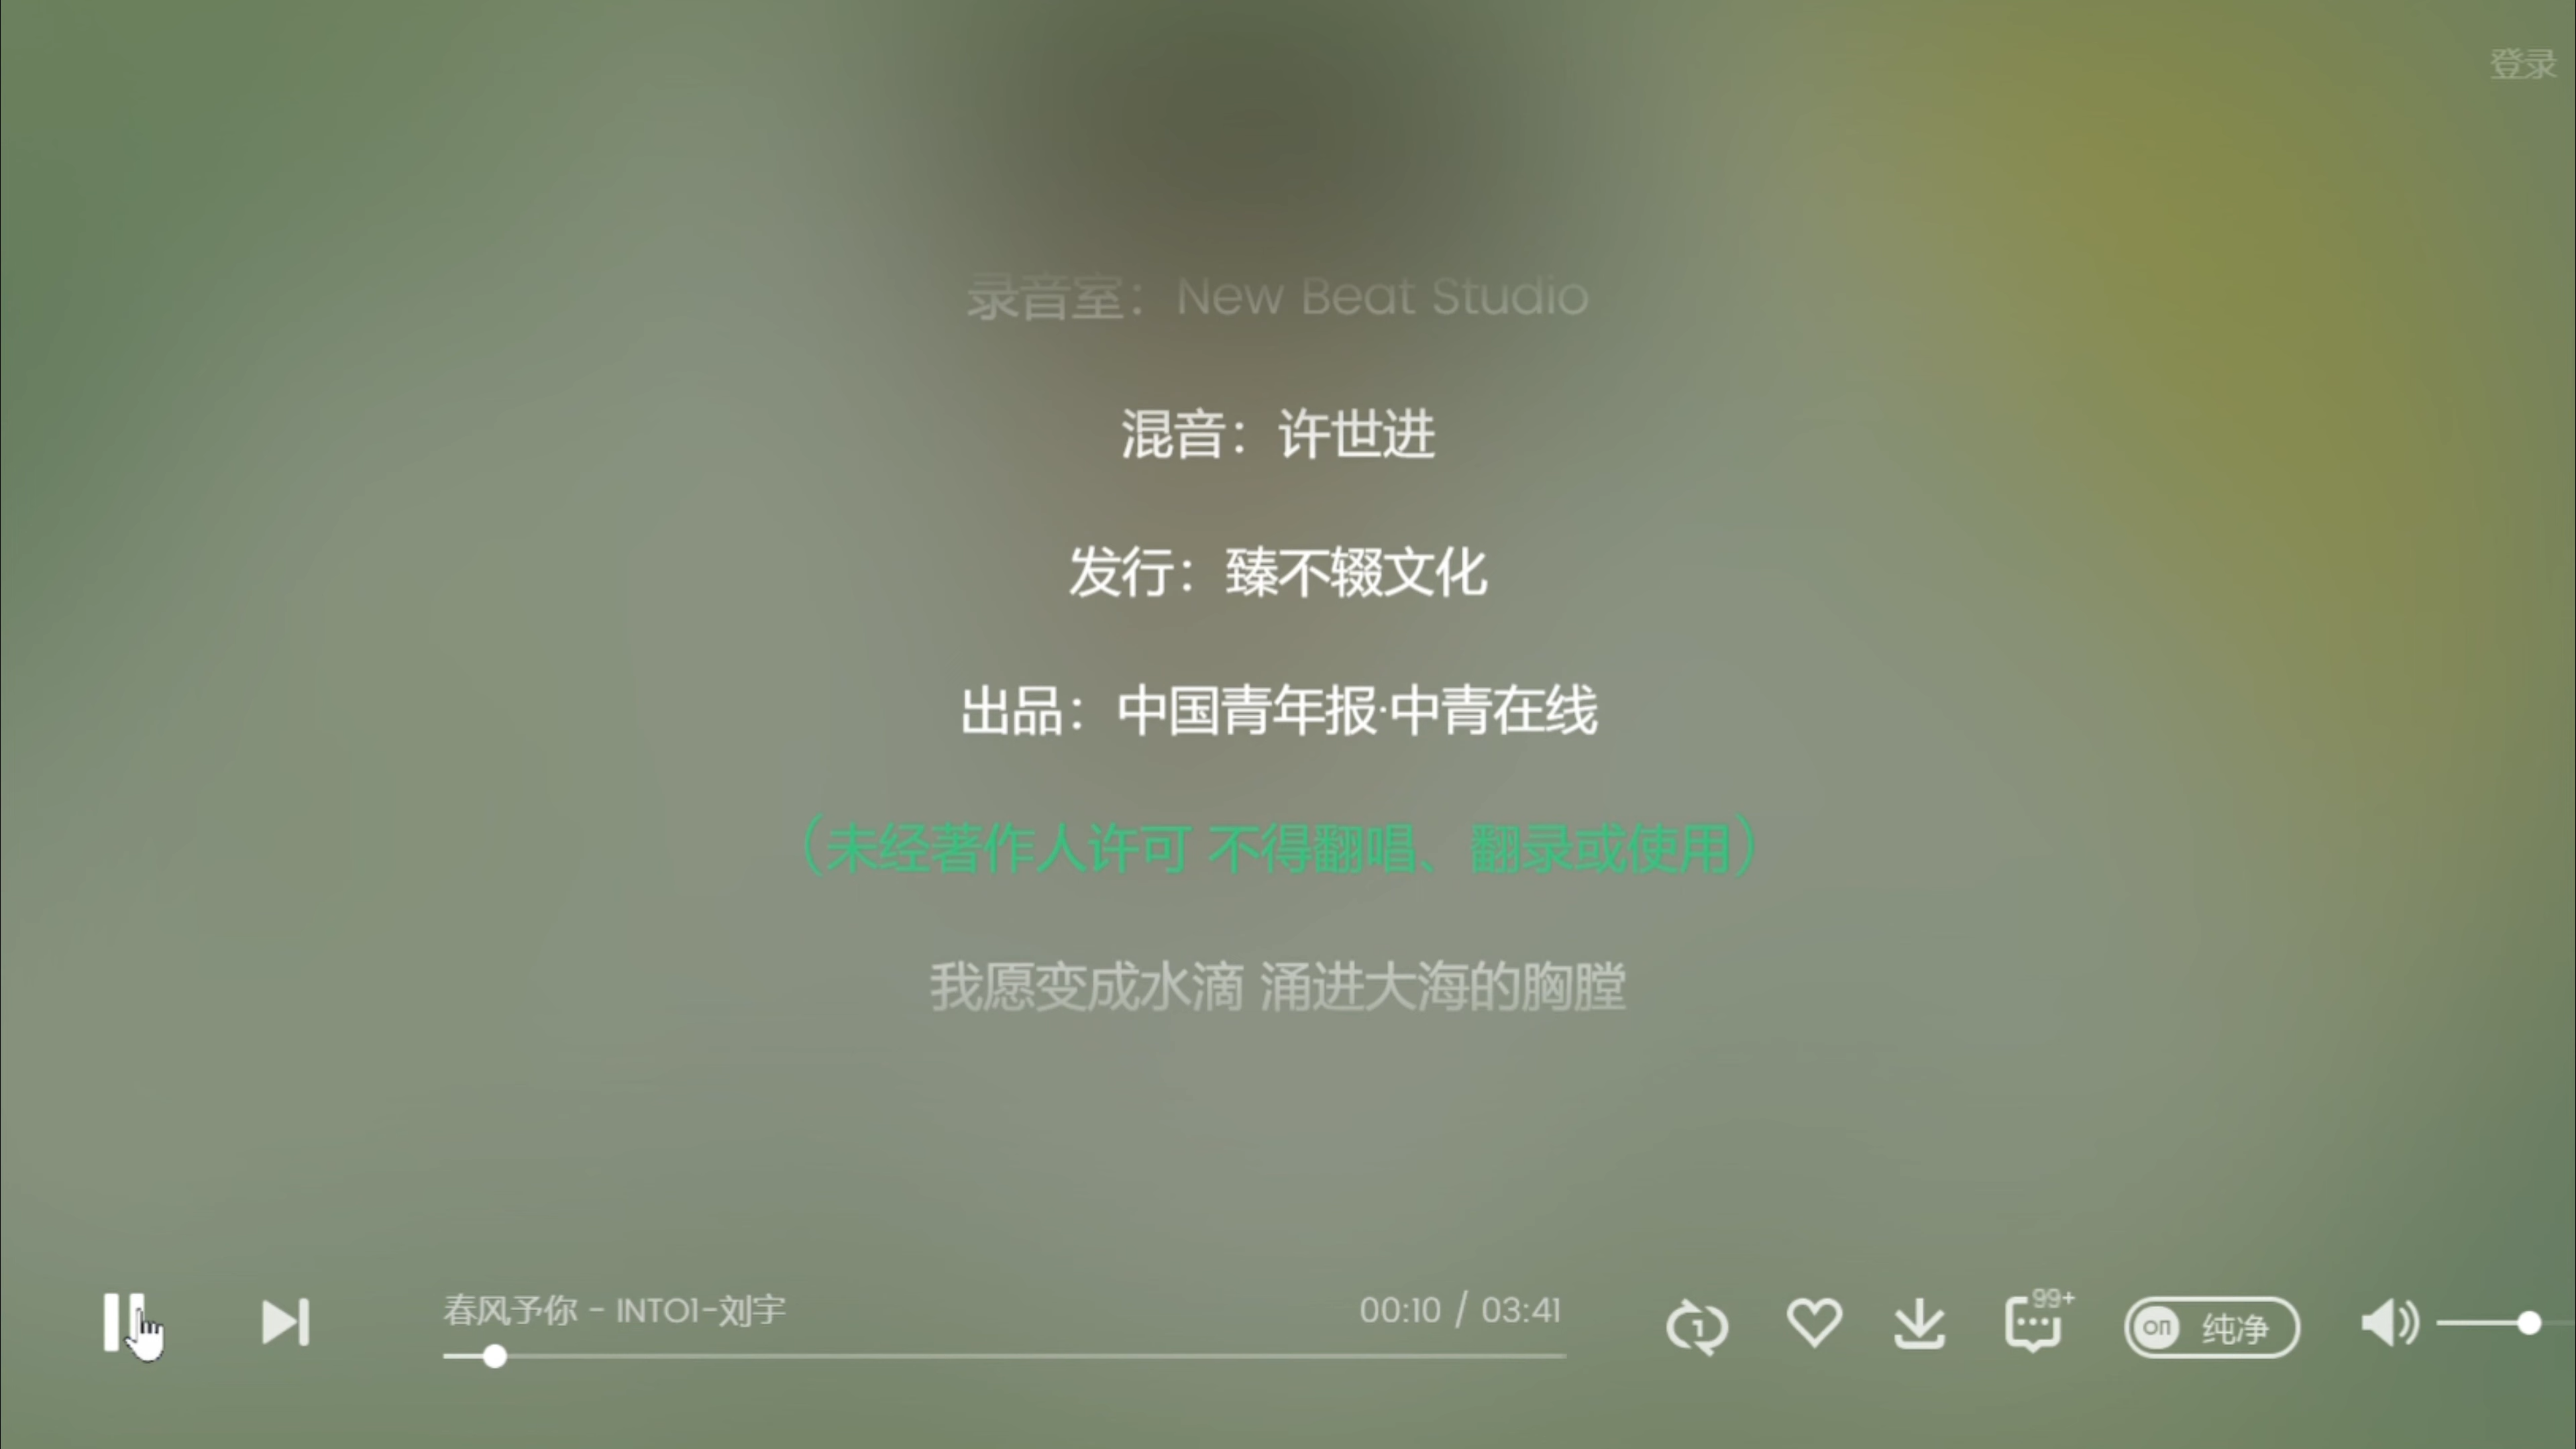 登录
录音室：New Beat Studio
混音：许世进
发行：臻不辍文化
出品：中国青年报·中青在线
（未经著作人许可 不得翻唱、翻录或使用）
我愿变成水滴 涌进大海的胸膛
春风予你 - INTO1-刘宇
00:10 / 03:41
1
99+
on 纯净